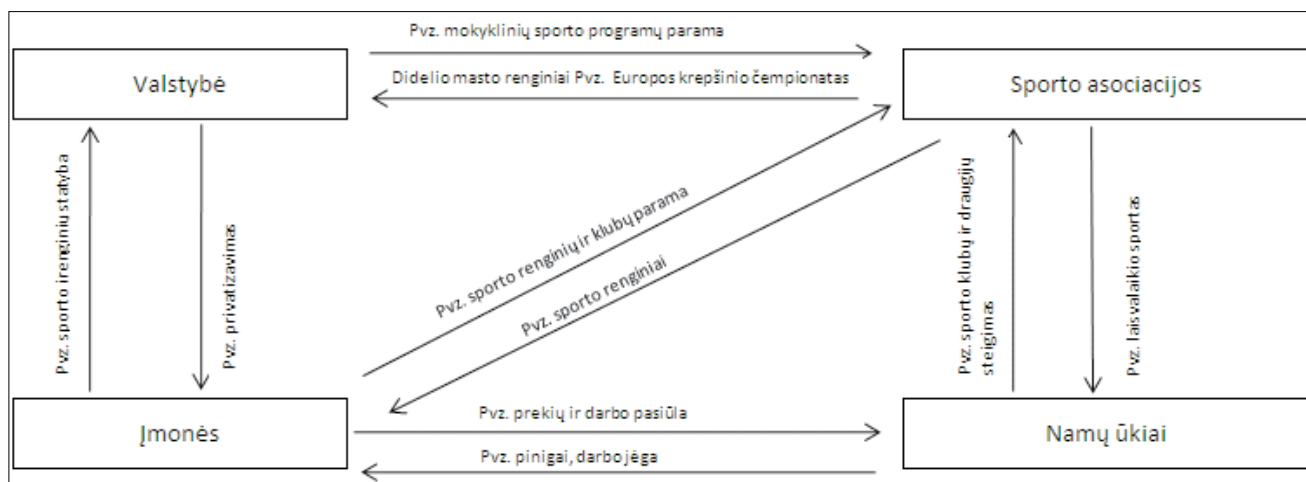 Pvz. mokyklinių sporto programų parama
Valstybė
Didelio masto renginiai Pvz. Europos krepšinio čempionatas
Sporto asociacijos
Pvz. sporto įrenginių statyba
Pvz. privatizavimas
Pvz. sporto renginių ir klubų parama
Pvz. sporto renginiai
Pvz. sporto klubų ir draugijų
steigimas
Pvz. laisvalaikio sportas
Įmonės
Pvz. prekių ir darbo pasiūla
Namų ūkiai
Pvz. pinigai, darbo jėga